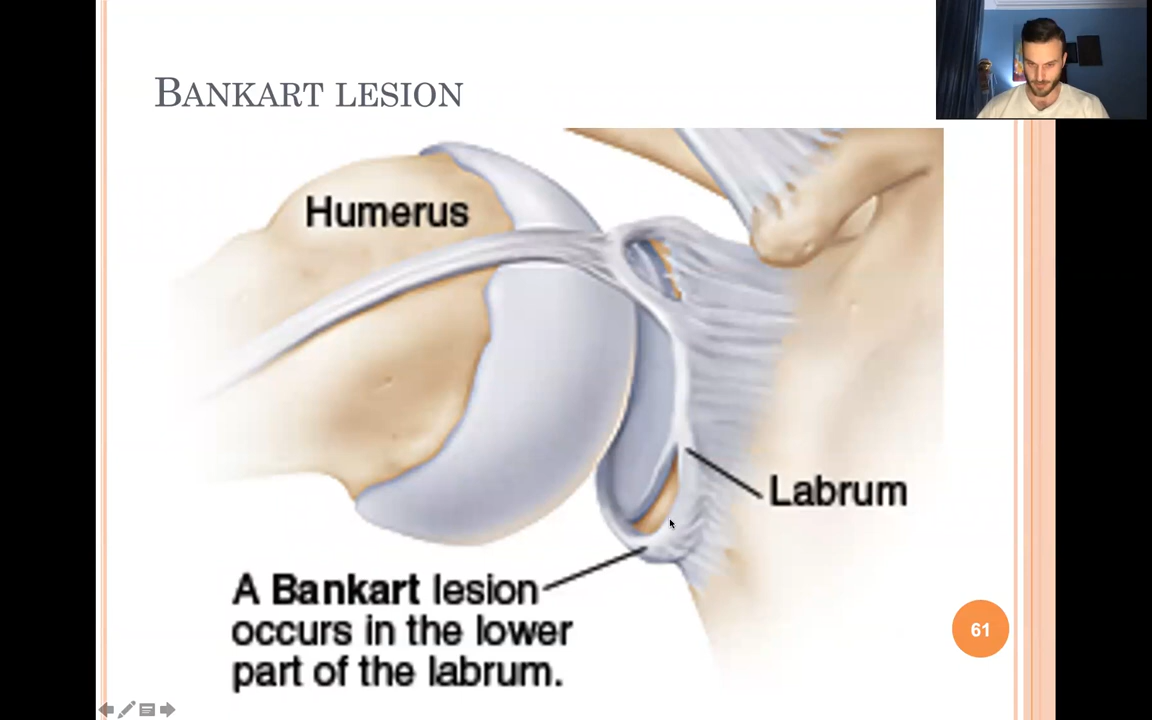 BANKART LESION
Humerus
Labrum
A Bankart lesion
occurs in the lower
part of the labrum.
61